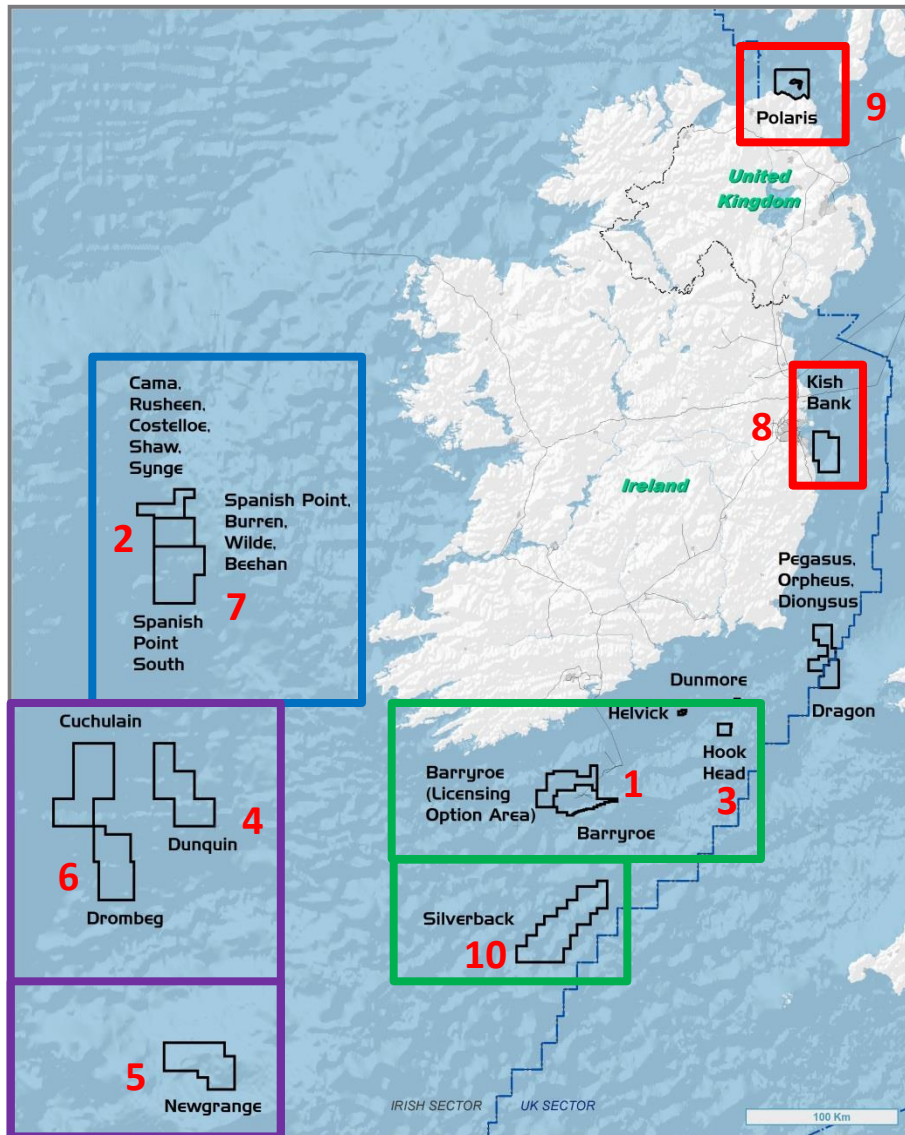 Polaris
9
United
Kingdom
Kish
Bank
8
Ireland
Cama,
Rusheen,
Costelloe,
Shaw,
Synge
2
Spanish Point,
Burren,
Wilde,
Beehan
7
Spanish
Point
South
Pegasus,
Orpheus,
Dionysus
Dragon
Dunmore
Helvick
Hook
Head
3
Barryroe
(Licensing
Option Area)
1
Barryroe
Cuchulain
4
Dunquin
6
Drombeg
Silverback
10
5
Newgrange
IRISH SECTOR
UK SECTOR
100 Km